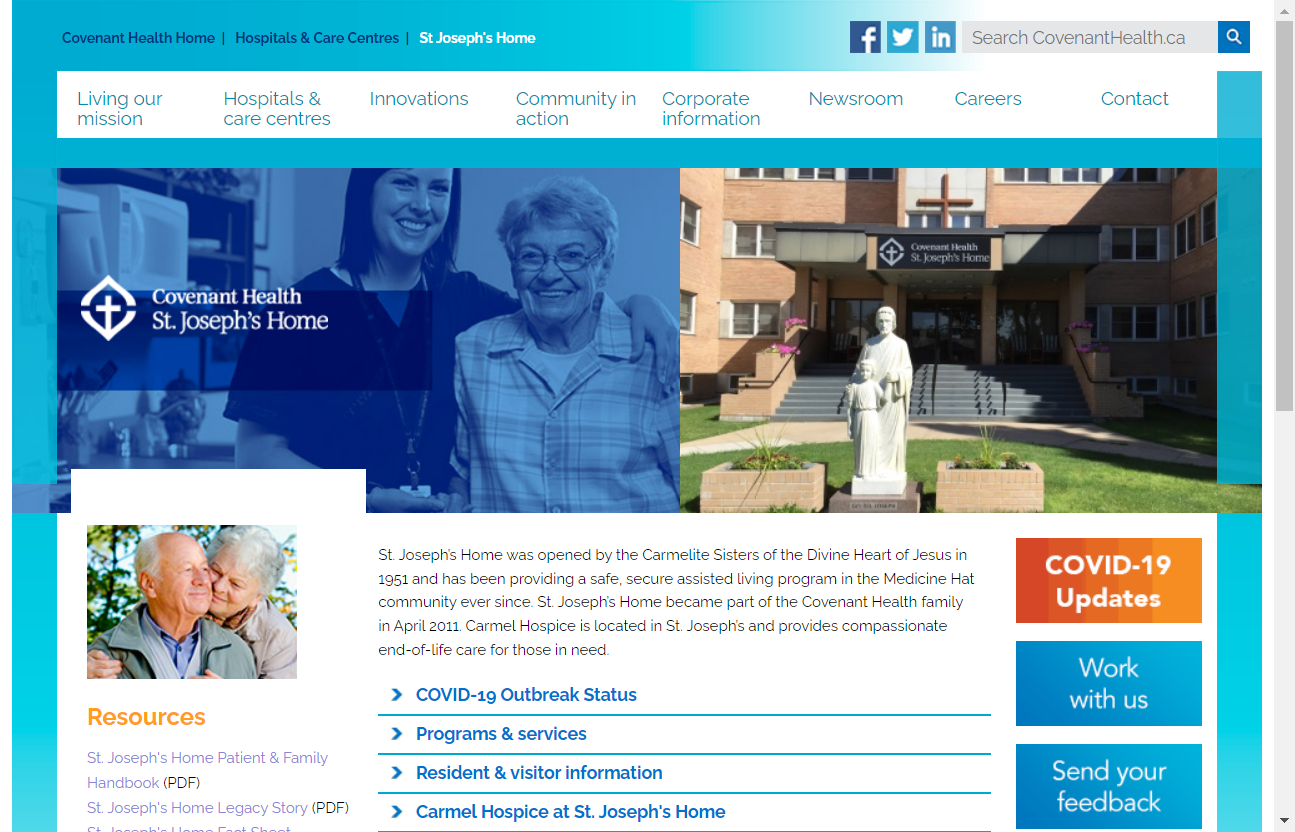 Covenant Health Home | Hospitals & Care Centres | St Joseph's Home
Search CovenantHealth.ca
Living our
mission
Hospitals &
care centres
Innovations
Community in
action
Corporate
information
Newsroom
Careers
Contact
Covenant Health
St. Joseph's Home
Covenant Health
St. Joseph's Home
St. Joseph's Home was opened by the Carmelite Sisters of the Divine Heart of Jesus in
1951 and has been providing a safe, secure assisted living program in the Medicine Hat
community ever since. St. Joseph's Home became part of the Covenant Health family
in April 2011. Carmel Hospice is located in St. Joseph's and provides compassionate
end-of-life care for those in need.
COVID-19 Outbreak Status
Programs & services
Resident & visitor information
Carmel Hospice at St. Joseph's Home
Resources
St. Joseph's Home Patient & Family
Handbook (PDF)
St. Joseph's Home Legacy Story (PDF)
St. Joseph's Home Fact Sheet
COVID-19
Updates
Work
with us
Send your
feedback